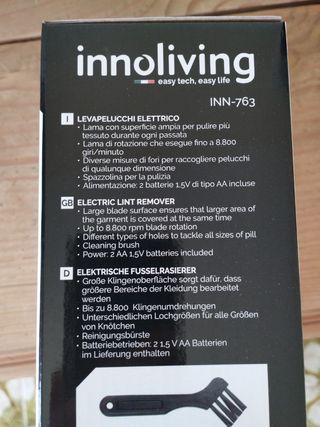 innoliving
easy tech, easy life
INN-763
I LEVAPELUCCHI ELETTRICO
• Lama con superficie ampia per pulire più
tessuto durante ogni passata
• Lama di rotazione che esegue fino a 8.800
giri/minuto
• Diverse misure di fori per raccogliere pelucchi
di qualunque dimensione
• Spazzolina per la pulizia
• Alimentazione: 2 batterie 1,5V di tipo AA incluse
GB ELECTRIC LINT REMOVER
• Large blade surface ensures that larger area of
the garment is covered at the same time
• Up to 8.800 rpm blade rotation
• Different types of holes to tackle all sizes of pill
• Cleaning brush
• Power: 2 AA 1,5V batteries included
D ELEKTRISCHE FUSSELRASIERER
• Große Klingenoberfläche sorgt dafür, dass
größere Bereiche der Kleidung bearbeitet
werden
• Bis zu 8.800 Klingenumdrehungen
• Unterschiedlichen Lochgrößen für alle Größen
von Knötchen
• Reinigungsbürste
• Batteriebetrieben: 2 1,5 V AA Batterien
im Lieferung enthalten